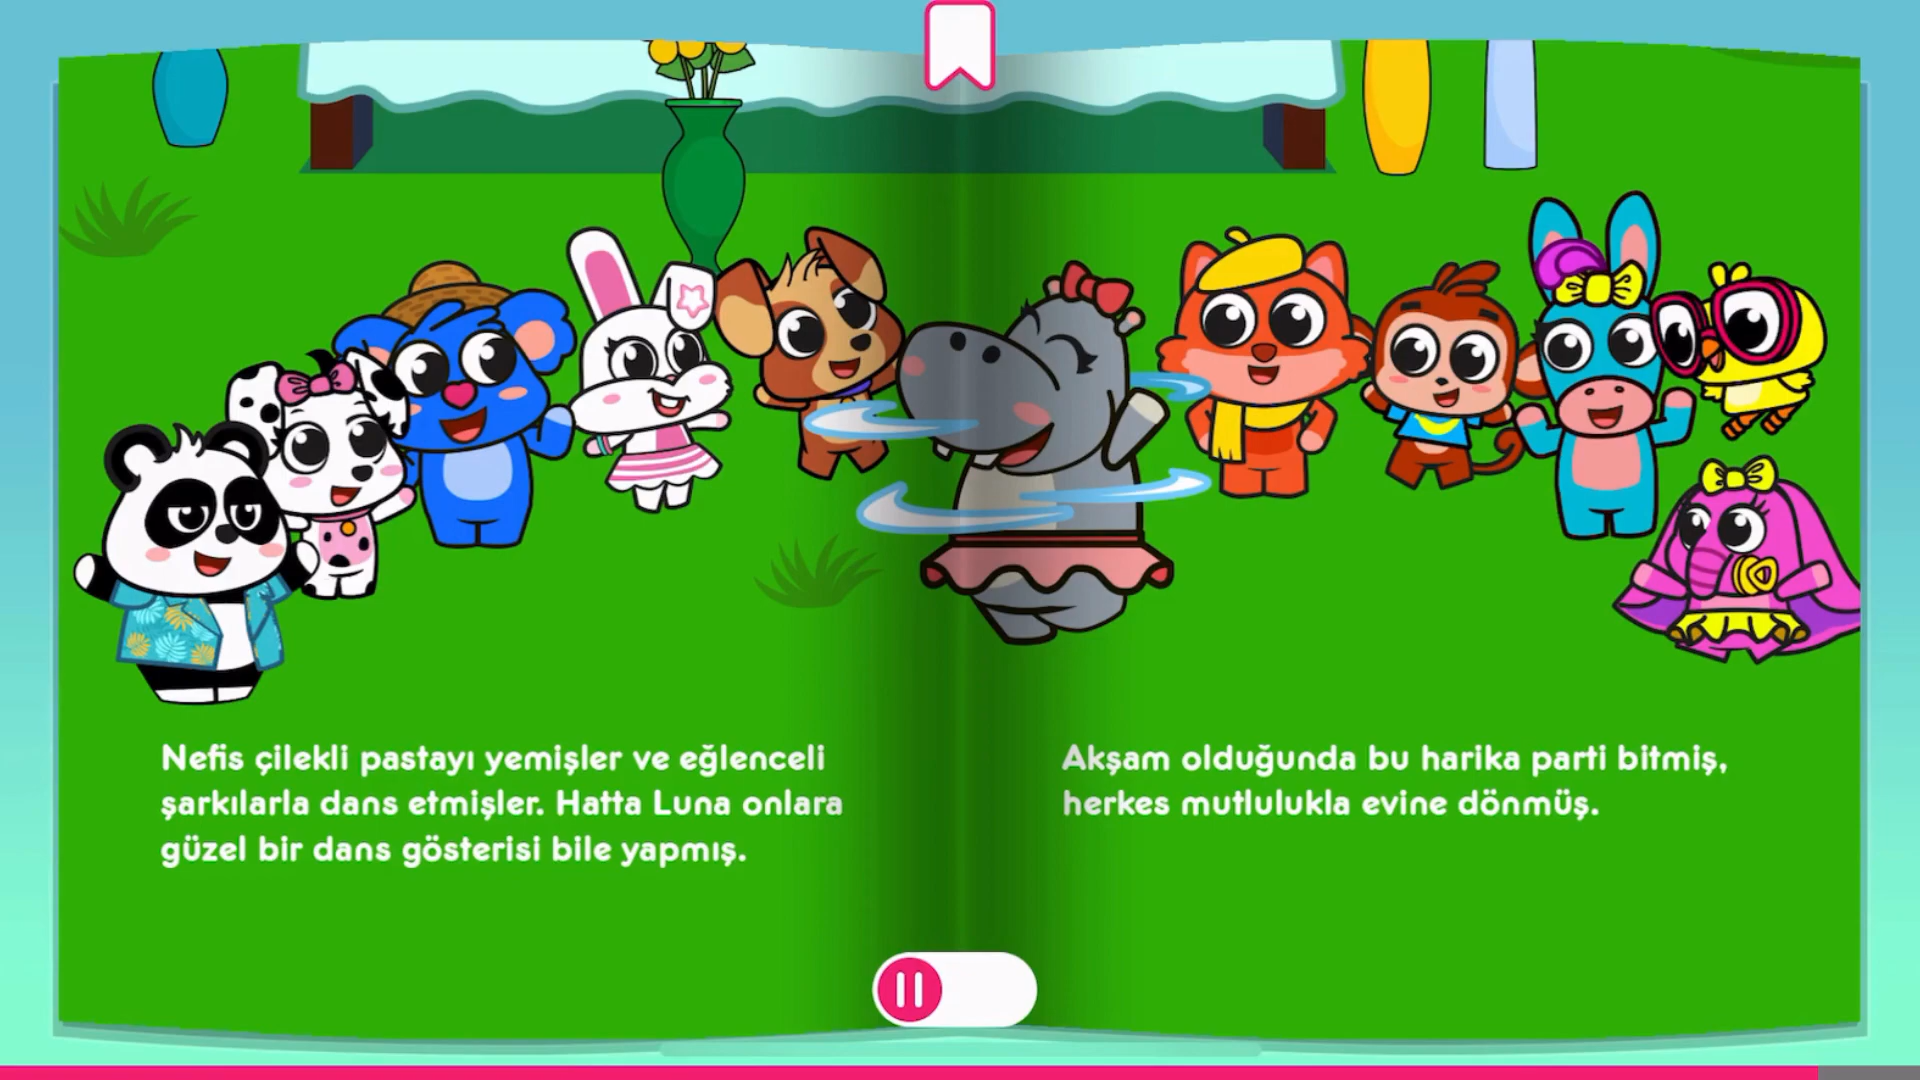 Nefis çilekli pastayı yemişler ve eğlenceli
şarkılarla dans etmişler. Hatta Luna onlara
güzel bir dans gösterisi bile yapmış.
Akşam olduğunda bu harika parti bitmiş,
herkes mutlulukla evine dönmüş.